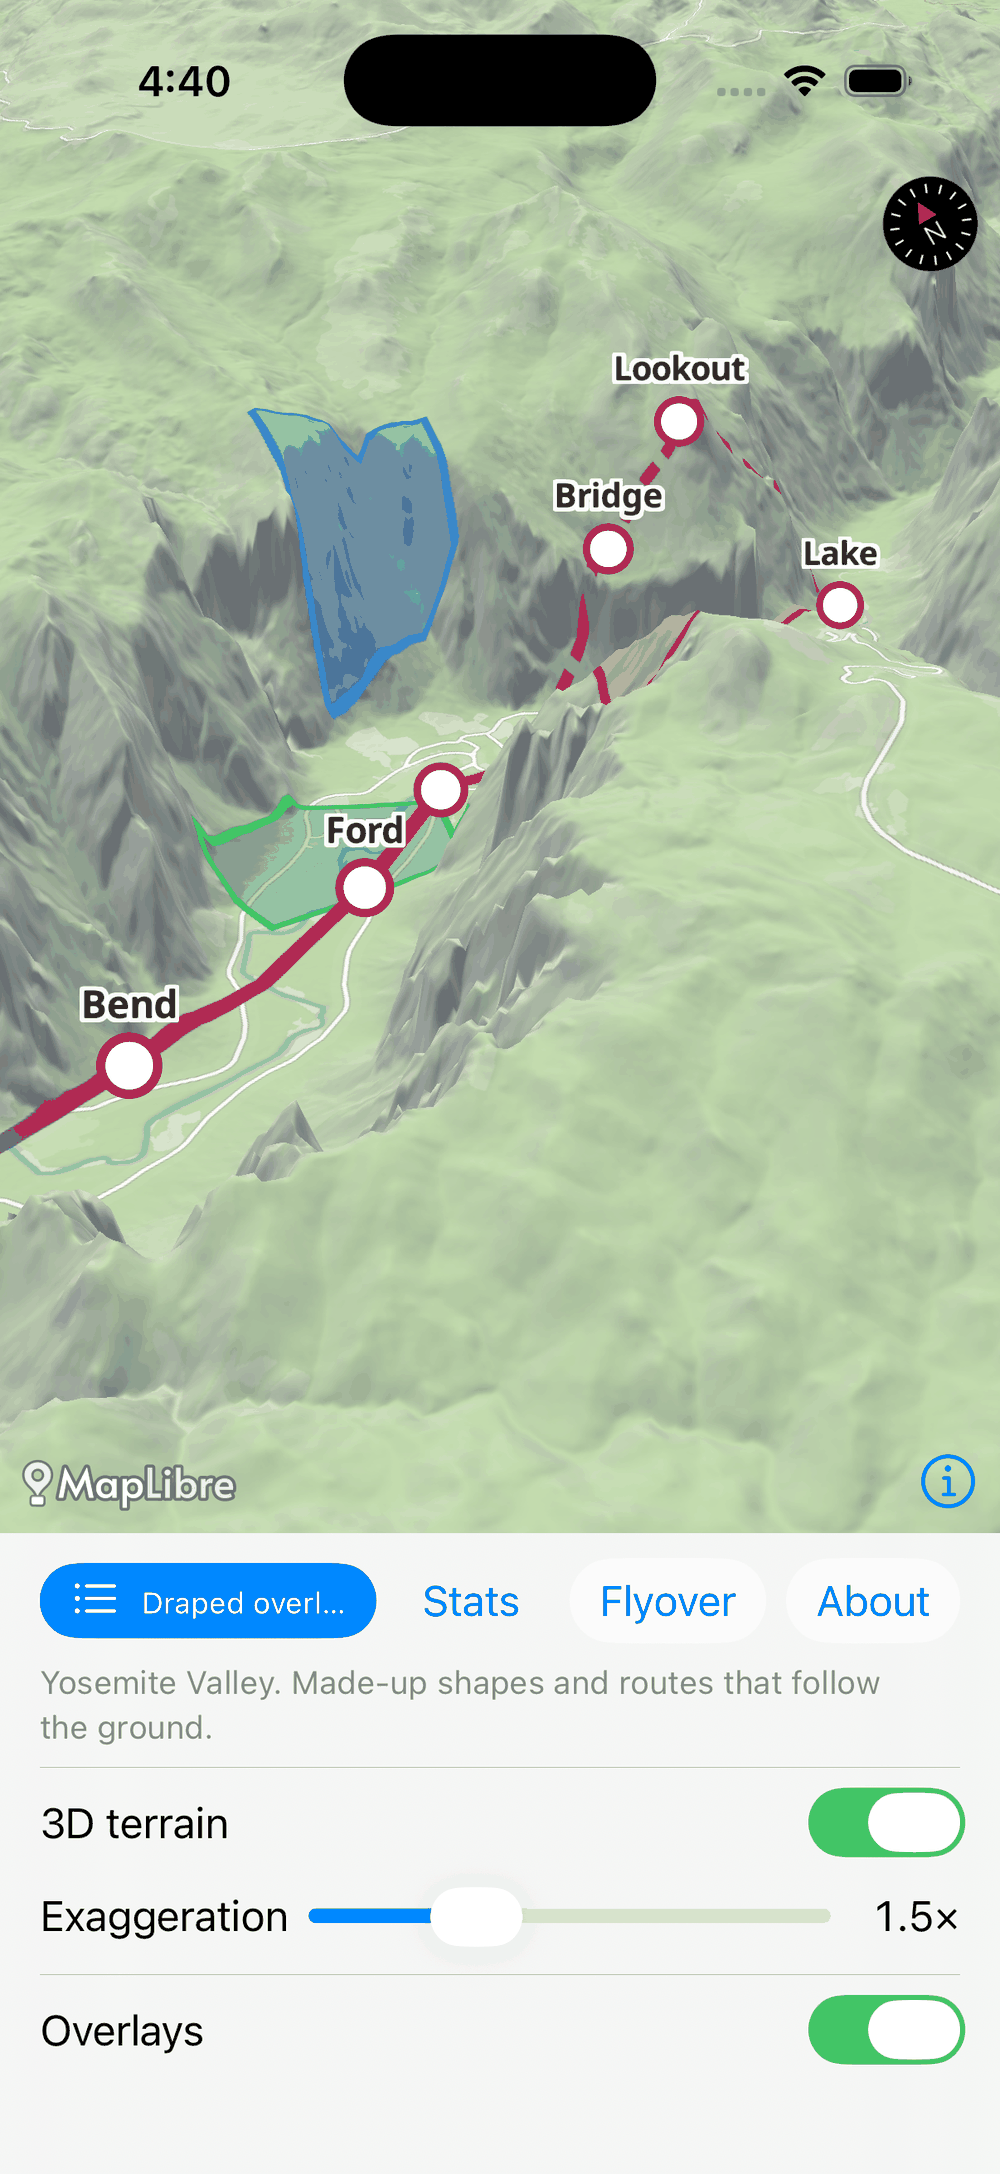 4:40
N
Lookout
Bridge
Lake
Ford
Bend
MapLibre
Draped overl...
Stats
Flyover
About
Yosemite Valley. Made-up shapes and routes that follow
the ground.
3D terrain
Exaggeration
1.5×
Overlays